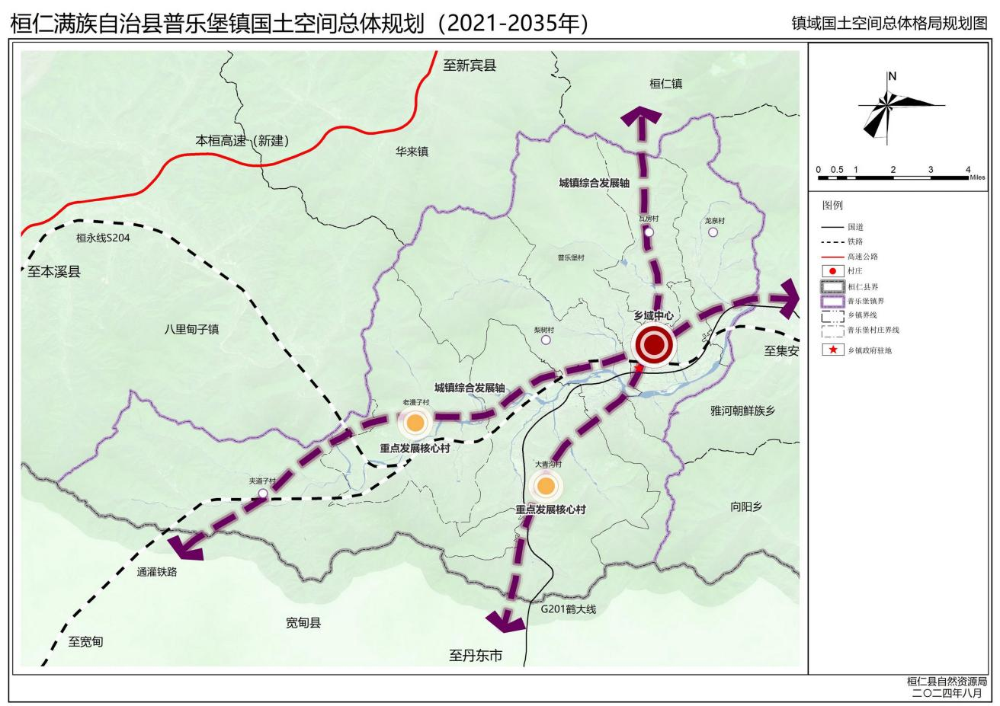 桓仁满族自治县普乐堡镇国土空间总体规划（2021-2035年）
镇域国土空间总体格局规划图
至新宾县
桓仁镇
本桓高速（新建）
华来镇
城镇综合发展轴
瓦房村
龙泉村
桓永线S204
普乐堡村
至本溪县
乡域中心
八里甸子镇
梨树村
至集安
城镇综合发展轴
老漫子村
雅河朝鲜族乡
重点发展核心村
大青沟村
夹道子村
重点发展核心村
向阳乡
通灌铁路
G201鹤大线
宽甸县
至宽甸
至丹东市
N
0 0.5 1 2 3 4
Miles
图例
国道
铁路
高速公路
村庄
桓仁县界
普乐堡镇界
乡镇界线
普乐堡村庄界线
乡镇政府驻地
桓仁县自然资源局
二〇二四年八月